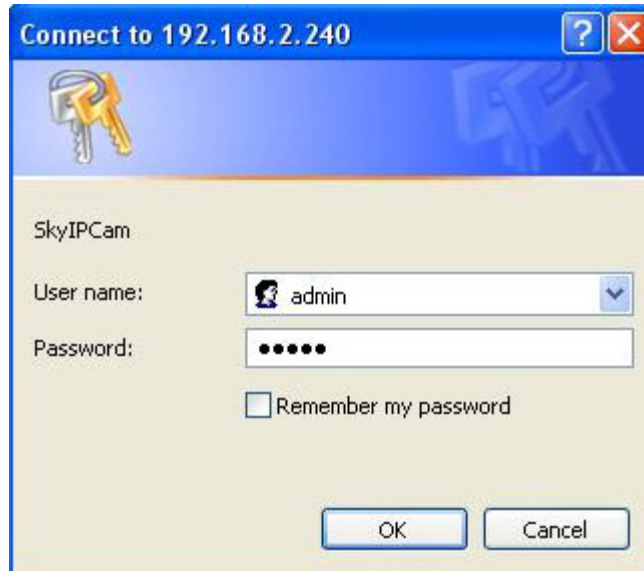 Connect to 192.168.2.240
SkyIPCam
User name: admin
Password: •••••
Remember my password
OK Cancel